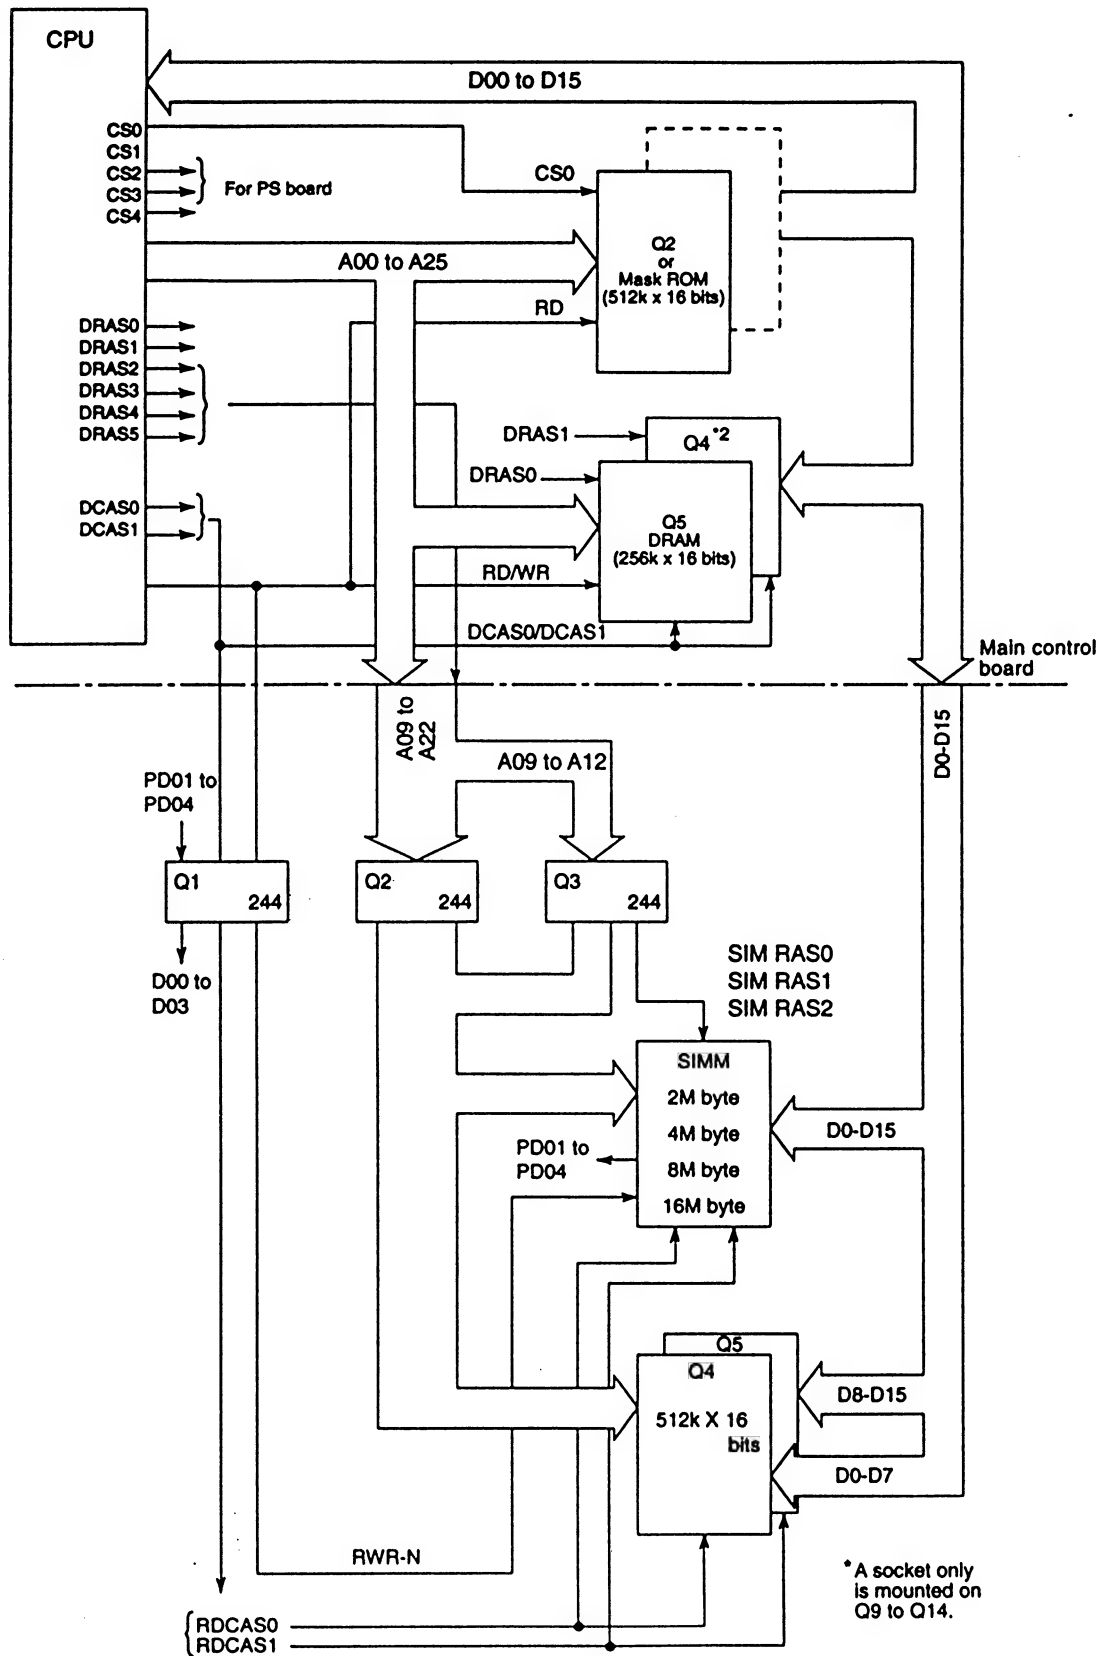 CPU
D00 to D15
CS0
CS1
CS2
CS3
CS4
For PS board
CS0
Q2
or
Mask ROM
(512k x 16 bits)
A00 to A25
RD
DRAS0
DRAS1
DRAS2
DRAS3
DRAS4
DRAS5
DRAS1
Q4*2
DRAS0
Q5
DRAM
(256k x 16 bits)
DCAS0
DCAS1
RD/WR
DCAS0/DCAS1
Main control
board
A09 to
A22
A09 to A12
D0-D15
PD01 to
PD04
Q1
244
Q2
244
Q3
244
D00 to
D03
SIM RAS0
SIM RAS1
SIM RAS2
SIMM
2M byte
4M byte
8M byte
16M byte
D0-D15
PD01 to
PD04
Q5
Q4
512k X 16
bits
D8-D15
D0-D7
RWR-N
*A socket only
is mounted on
Q9 to Q14.
RDCAS0
RDCAS1